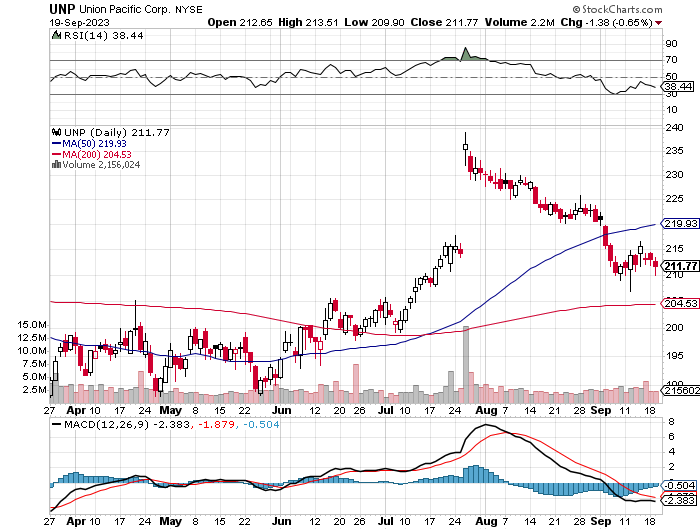 UNP Union Pacific Corp. NYSE
© StockCharts.com
19-Sep-2023
Open 212.65 High 213.51 Low 209.90 Close 211.77 Volume 2.2M Chg -1.38 (-0.65%)
RSI(14) 38.44
90
70
50
38.44
30
10
UNP (Daily) 211.77
MA(50) 219.93
MA(200) 204.53
Volume 2,156,024
240
235
230
225
219.93
215
211.77
210
204.53
200
195
190
15.0M
12.5M
10.0M
7.5M
5.0M
2.5M
215602
27 Apr 10 17 24 May 8 15 22 Jun 12 20 26 Jul 10 17 24 Aug 7 14 21 28 Sep 11 18
MACD(12,26,9) -2.383, -1.879, -0.504
8
6
4
2
-0.504
-2.383
-4
27 Apr 10 17 24 May 8 15 22 Jun 12 20 26 Jul 10 17 24 Aug 7 14 21 28 Sep 11 18